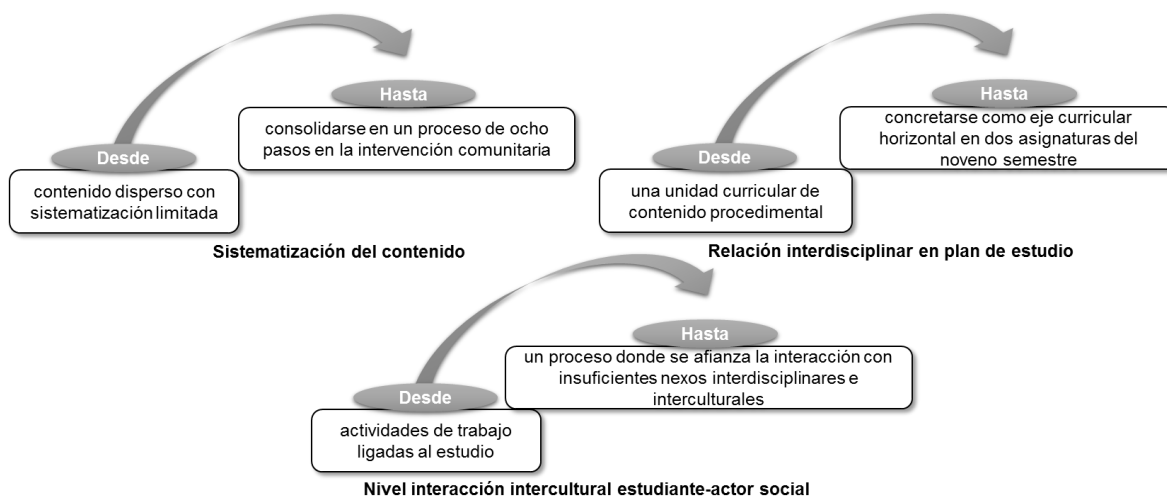 Hasta
consolidarse en un proceso de ocho
pasos en la intervención comunitaria
Desde
contenido disperso con
sistematización limitada
Sistematización del contenido
Hasta
concretarse como eje curricular
horizontal en dos asignaturas del
noveno semestre
Desde
una unidad curricular de
contenido procedimental
Relación interdisciplinar en plan de estudio
Hasta
un proceso donde se afianza la interacción con
insuficientes nexos interdisciplinares e
interculturales
Desde
actividades de trabajo
ligadas al estudio
Nivel interacción intercultural estudiante-actor social